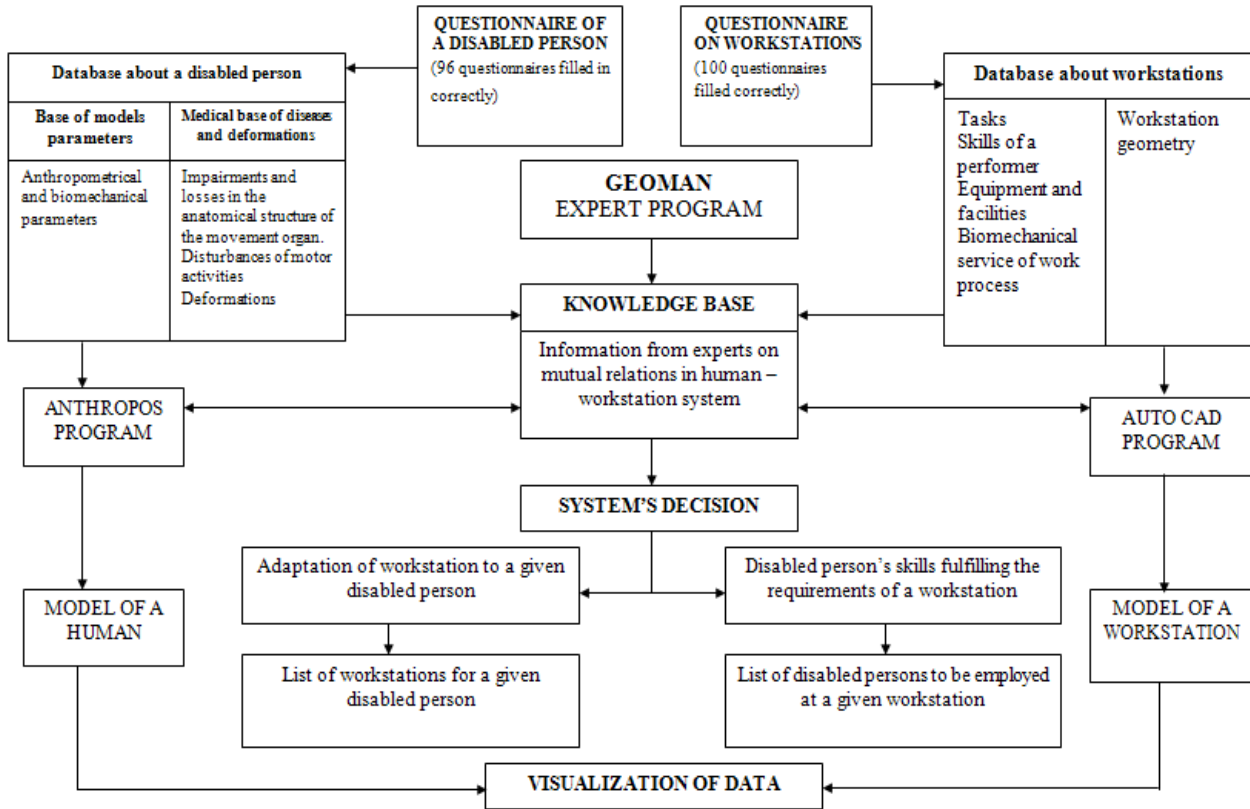 QUESTIONNAIRE OF
A DISABLED PERSON
(96 questionnaires filled in
correctly)
QUESTIONNAIRE
ON WORKSTATIONS
(100 questionnaires
filled correctly)
Database about a disabled person
Base of models
parameters
Medical base of diseases
and deformations
Anthropometrical
and biomechanical
parameters
Impairments and
losses in the
anatomical structure of
the movement organ.
Disturbances of motor
activities
Deformations
Database about workstations
Tasks
Skills of a
performer
Equipment and
facilities
Biomechanical
service of work
process
Workstation
geometry
GEOMAN
EXPERT PROGRAM
KNOWLEDGE BASE
Information from experts on
mutual relations in human –
workstation system
ANTHROPOS
PROGRAM
AUTO CAD
PROGRAM
SYSTEM'S DECISION
Adaptation of workstation to a given
disabled person
Disabled person's skills fulfilling the
requirements of a workstation
MODEL OF A
HUMAN
MODEL OF A
WORKSTATION
List of workstations for a given
disabled person
List of disabled persons to be employed
at a given workstation
VISUALIZATION OF DATA